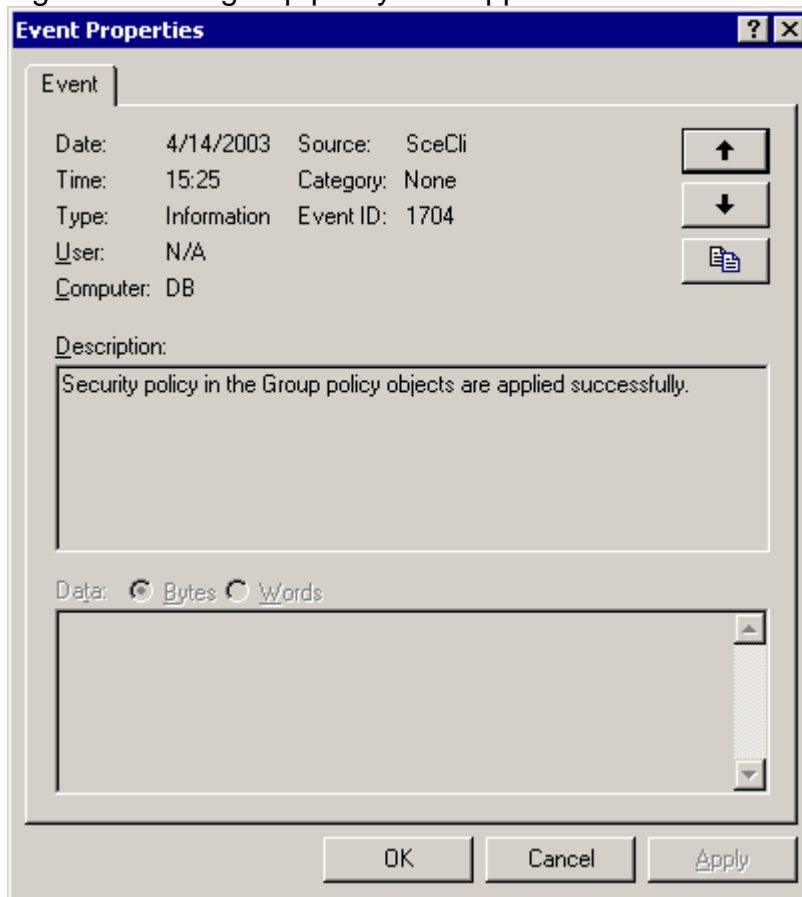 Event Properties
Event
Date: 4/14/2003 Source: SceCli
Time: 15:25 Category: None
Type: Information Event ID: 1704
User: N/A
Computer: DB
Description:
Security policy in the Group policy objects are applied successfully.
Data: Bytes Words
OK Cancel Apply